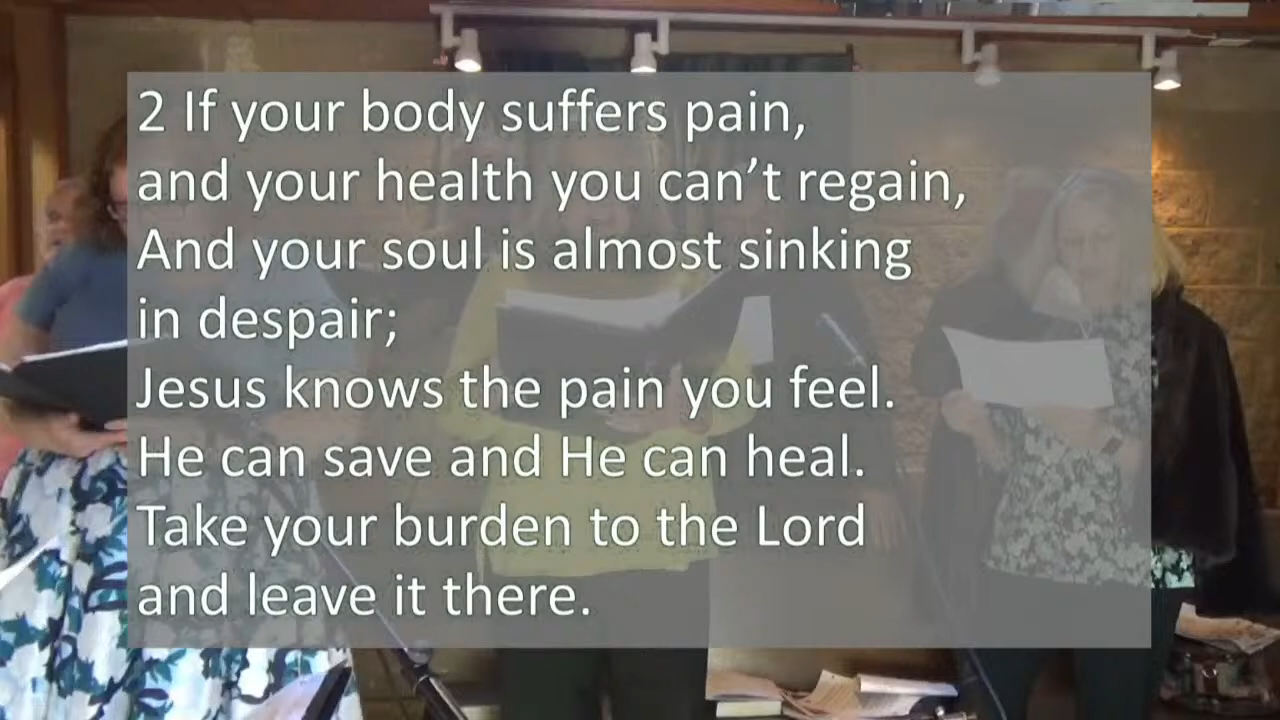 2 If your body suffers pain,
and your health you can’t regain,
And your soul is almost sinking
in despair;
Jesus knows the pain you feel.
He can save and He can heal.
Take your burden to the Lord
and leave it there.